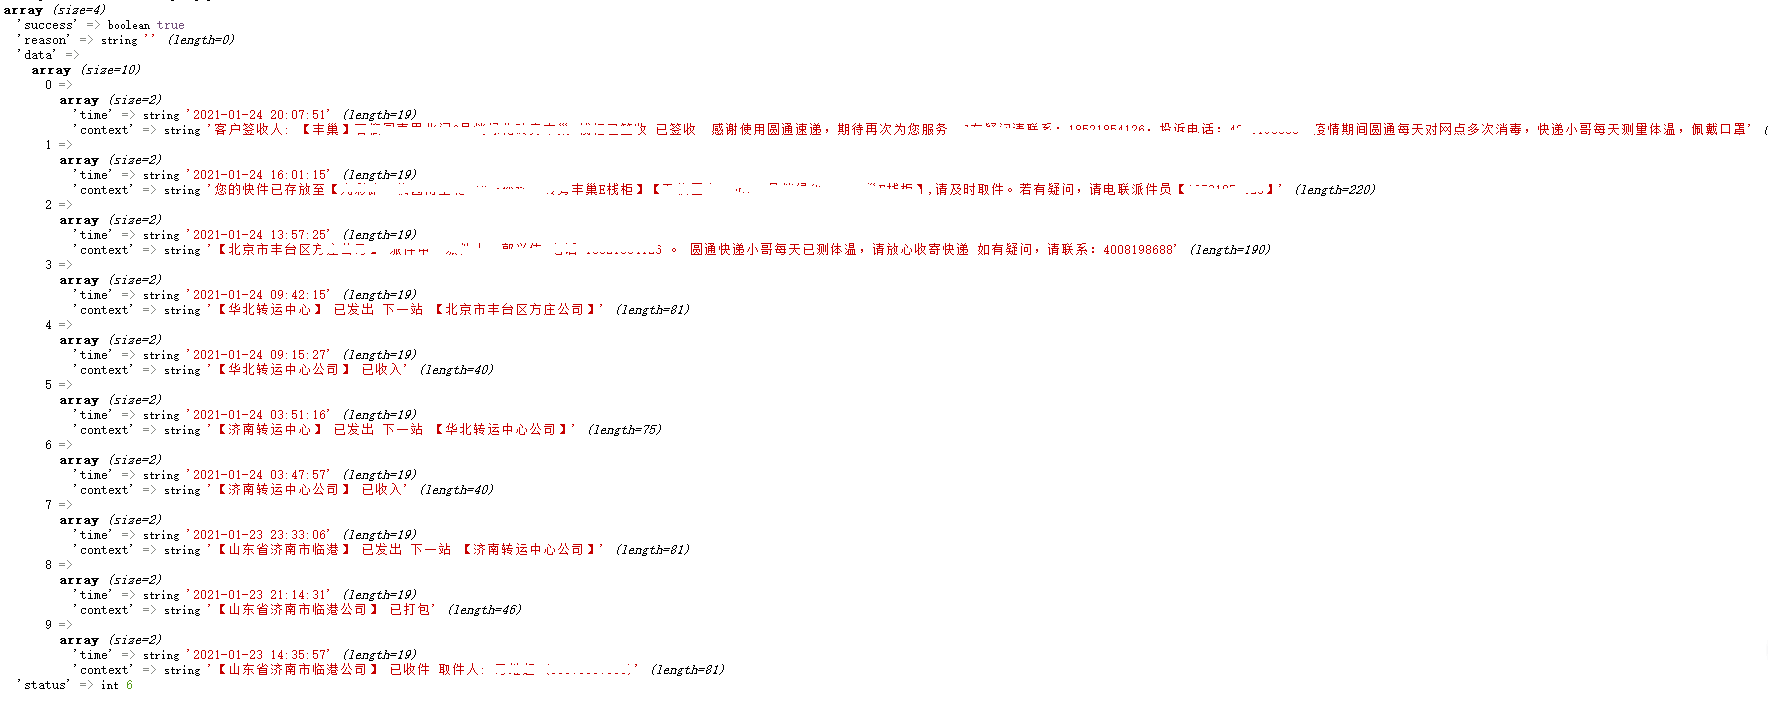 array (size=4)
'success' => boolean true
'reason' => string '' (length=0)
'data' =>
array (size=10)
0 =>
array (size=2)
'time' => string '2021-01-24 20:07:51' (length=19)
'context' => string '客户签收人: 【丰巢】 已签收 感谢使用圆通速递，期待再次为您服务 疫情期间圆通每天对网点多次消毒，快递小哥每天测量体温，佩戴口罩' (
1 =>
array (size=2)
'time' => string '2021-01-24 16:01:15' (length=19)
'context' => string '您的快件已存放至【 丰巢E栈柜】【 】,请及时取件。若有疑问，请电联派件员【 】' (length=220)
2 =>
array (size=2)
'time' => string '2021-01-24 13:57:25' (length=19)
'context' => string '【北京市丰台区 。 圆通快递小哥每天已测体温，请放心收寄快递 如有疑问，请联系：4008198688' (length=190)
3 =>
array (size=2)
'time' => string '2021-01-24 09:42:15' (length=19)
'context' => string '【华北转运中心】 已发出 下一站 【北京市丰台区方庄公司】' (length=81)
4 =>
array (size=2)
'time' => string '2021-01-24 09:15:27' (length=19)
'context' => string '【华北转运中心公司】 已收入' (length=40)
5 =>
array (size=2)
'time' => string '2021-01-24 03:51:16' (length=19)
'context' => string '【济南转运中心】 已发出 下一站 【华北转运中心公司】' (length=75)
6 =>
array (size=2)
'time' => string '2021-01-24 03:47:57' (length=19)
'context' => string '【济南转运中心公司】 已收入' (length=40)
7 =>
array (size=2)
'time' => string '2021-01-23 23:33:06' (length=19)
'context' => string '【山东省济南市临港】 已发出 下一站 【济南转运中心公司】' (length=81)
8 =>
array (size=2)
'time' => string '2021-01-23 21:14:31' (length=19)
'context' => string '【山东省济南市临港公司】 已打包' (length=46)
9 =>
array (size=2)
'time' => string '2021-01-23 14:35:57' (length=19)
'context' => string '【山东省济南市临港公司】 已收件 取件人: ' (length=81)
'status' => int 6